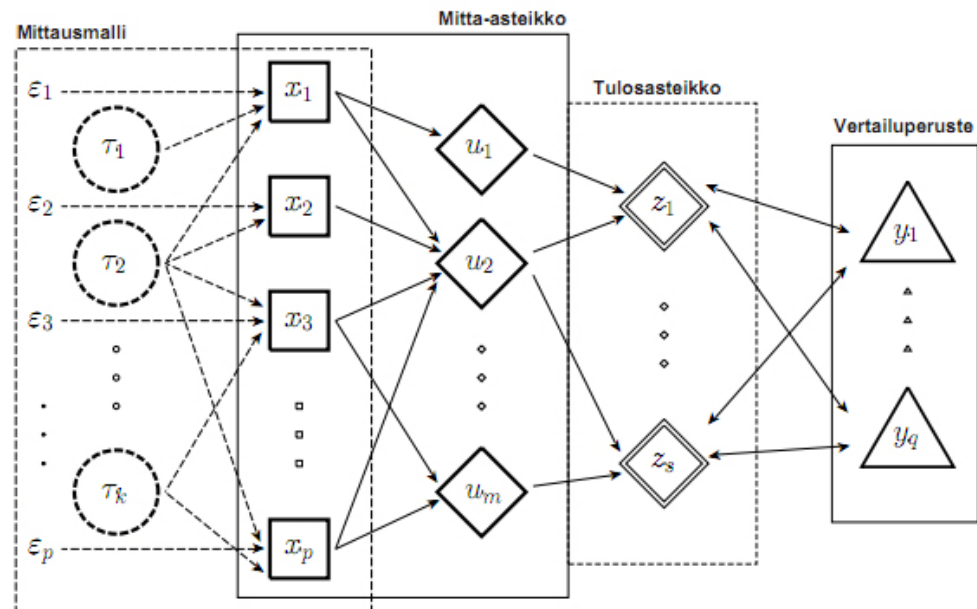 Mittausmalli
Mitta-asteikko
Tulosasteikko
Vertailuperuste
ε₁
τ₁
ε₂
τ₂
ε₃
τₖ
εₚ
x₁
x₂
x₃
xₚ
u₁
u₂
uₘ
z₁
zₛ
y₁
y_q